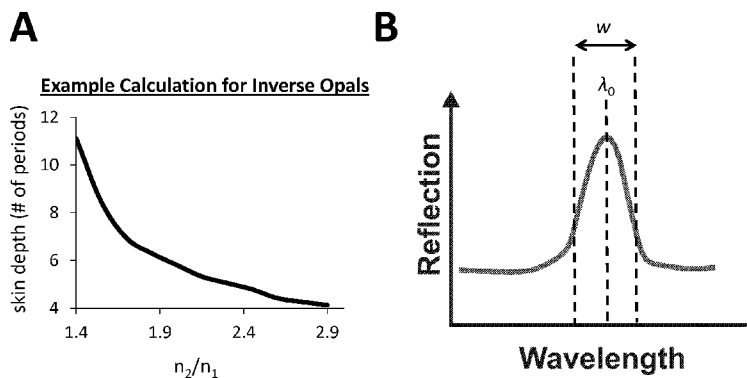 A
Example Calculation for Inverse Opals
skin depth (# of periods)
12
10
8
6
4
1.4 1.9 2.4 2.9
n₂/n₁
B
w
λ₀
Reflection
Wavelength